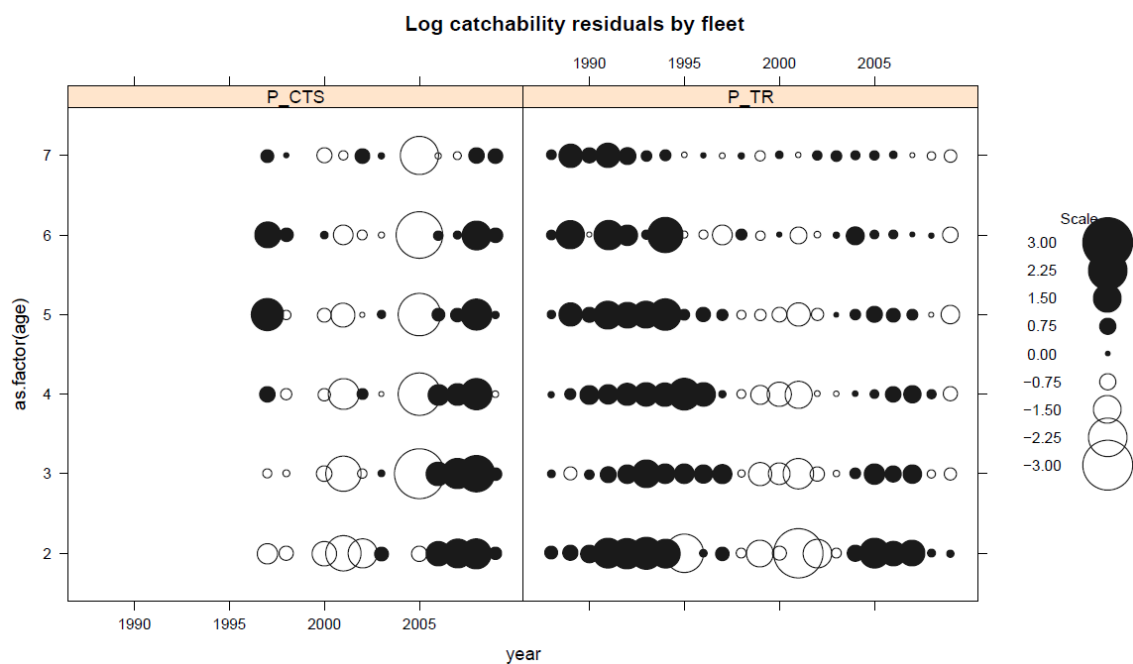 Log catchability residuals by fleet
1990 1995 2000 2005
P_CTS P_TR
7
6
5
4
3
2
as.factor(age)
1990 1995 2000 2005
year
Scale
3.00
2.25
1.50
0.75
0.00
−0.75
−1.50
−2.25
−3.00